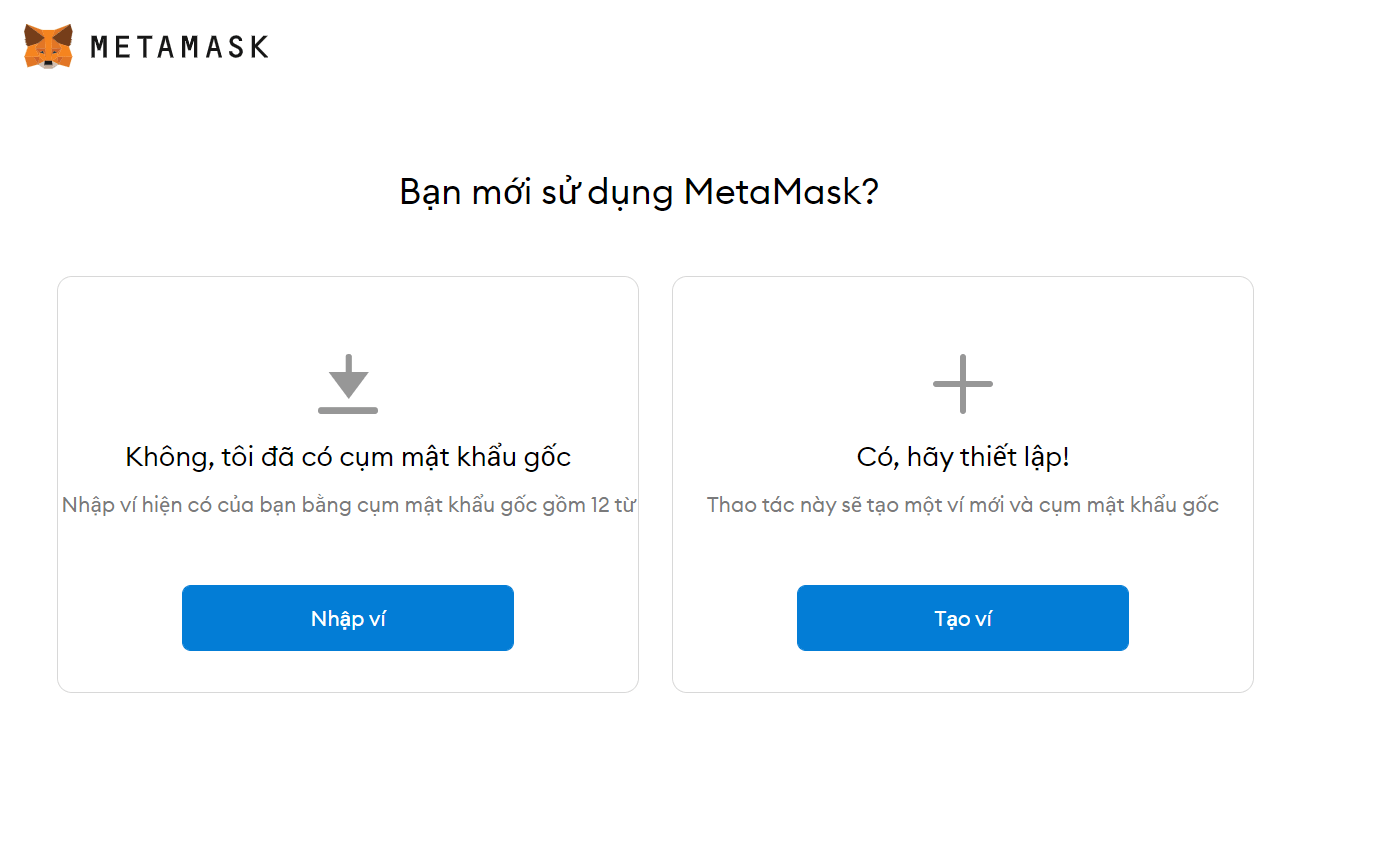 METAMASK
Bạn mới sử dụng MetaMask?
Không, tôi đã có cụm mật khẩu gốc
Nhập ví hiện có của bạn bằng cụm mật khẩu gốc gồm 12 từ
Nhập ví
Có, hãy thiết lập!
Thao tác này sẽ tạo một ví mới và cụm mật khẩu gốc
Tạo ví